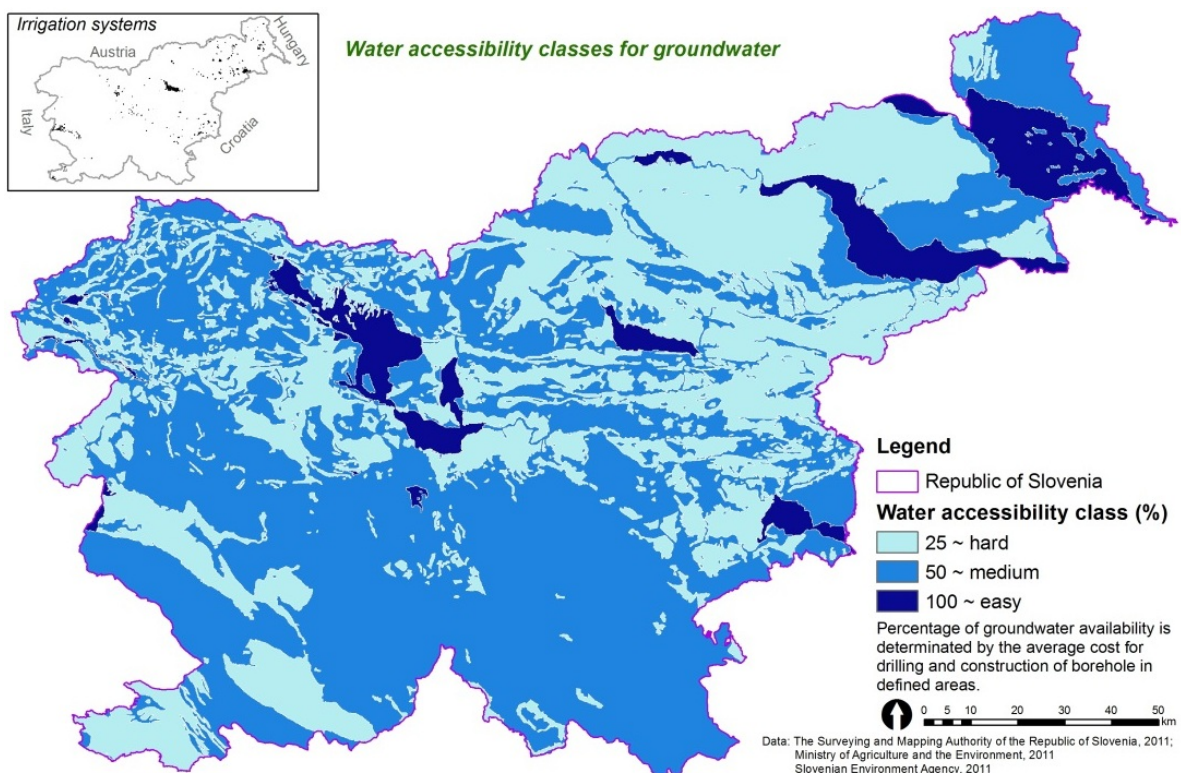 Irrigation systems
Austria
Hungary
Italy
Croatia
Water accessibility classes for groundwater
Legend
Republic of Slovenia
Water accessibility class (%)
25 ~ hard
50 ~ medium
100 ~ easy
Percentage of groundwater availability is
determined by the average cost for
drilling and construction of borehole in
defined areas.
0 5 10 20 30 40 50
km
Data: The Surveying and Mapping Authority of the Republic of Slovenia, 2011;
Ministry of Agriculture and the Environment, 2011
Slovenian Environment Agency, 2011